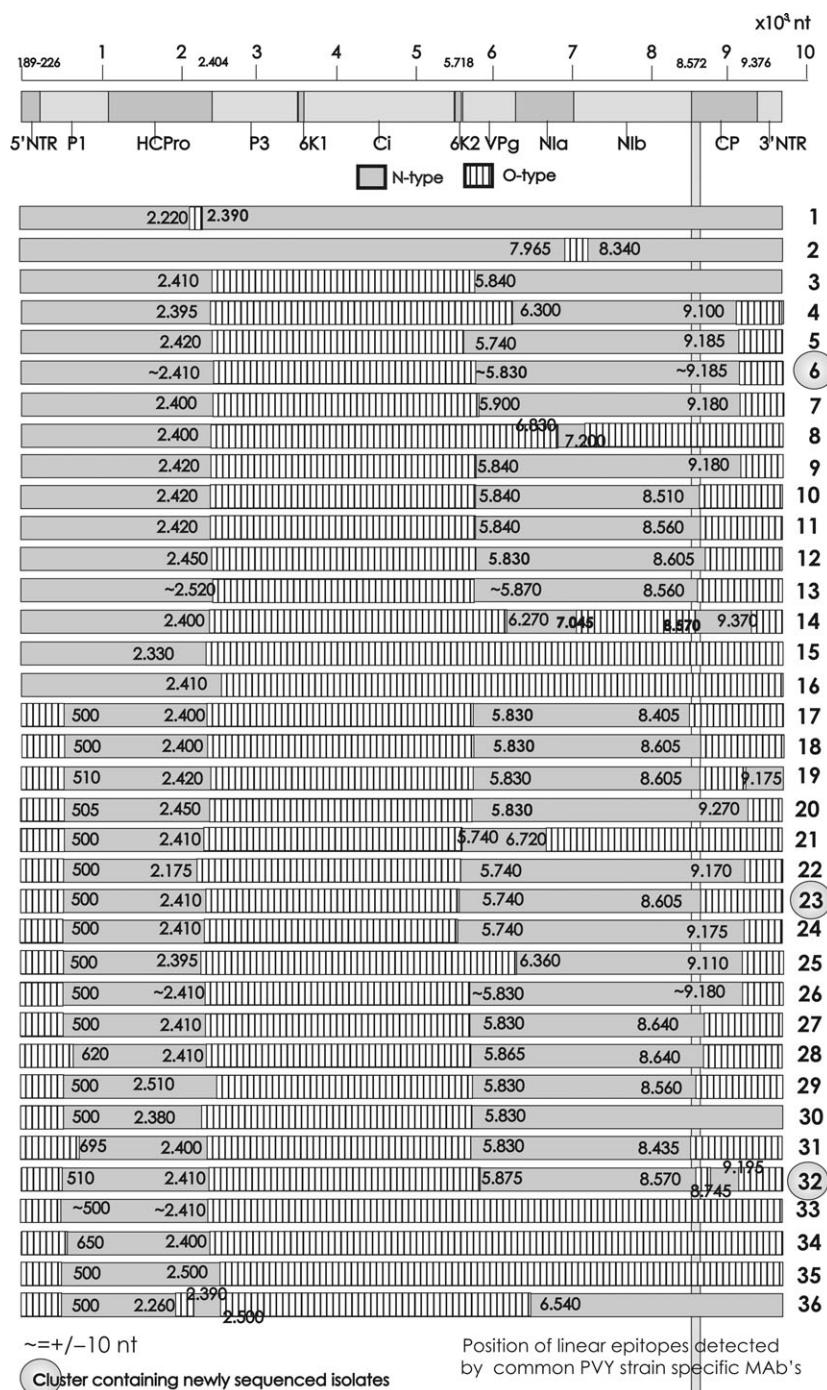 x10³ nt
1 2 3 4 5 6 7 8 9 10
189-226 2.404 5.718 8.572 9.376
5'NTR P1 HCPro P3 6K1 Ci 6K2 VPg NIa NIb CP 3'NTR
N-type O-type
2.220 2.390 1
7.965 8.340 2
2.410 5.840 3
2.395 6.300 9.100 4
2.420 5.740 9.185 5
~2.410 ~5.830 ~9.185 6
2.400 5.900 9.180 7
2.400 6.830 7.200 8
2.420 5.840 9.180 9
2.420 5.840 8.510 10
2.420 5.840 8.560 11
2.450 5.830 8.605 12
~2.520 ~5.870 8.560 13
2.400 6.270 7.045 8.570 9.370 14
2.330 15
2.410 16
500 2.400 5.830 8.405 17
500 2.400 5.830 8.605 18
510 2.420 5.830 8.605 9.175 19
505 2.450 5.830 9.270 20
500 2.410 5.740 6.720 21
500 2.175 5.740 9.170 22
500 2.410 5.740 8.605 23
500 2.410 5.740 9.175 24
500 2.395 6.360 9.110 25
500 ~2.410 ~5.830 ~9.180 26
500 2.410 5.830 8.640 27
620 2.410 5.865 8.640 28
500 2.510 5.830 8.560 29
500 2.380 5.830 30
695 2.400 5.830 8.435 31
510 2.410 5.875 8.570 8.745 9.195 32
~500 ~2.410 33
650 2.400 34
500 2.500 35
500 2.260 2.390 2.500 6.540 36
~=+/−10 nt
Cluster containing newly sequenced isolates
Position of linear epitopes detected
by common PVY strain specific MAb's